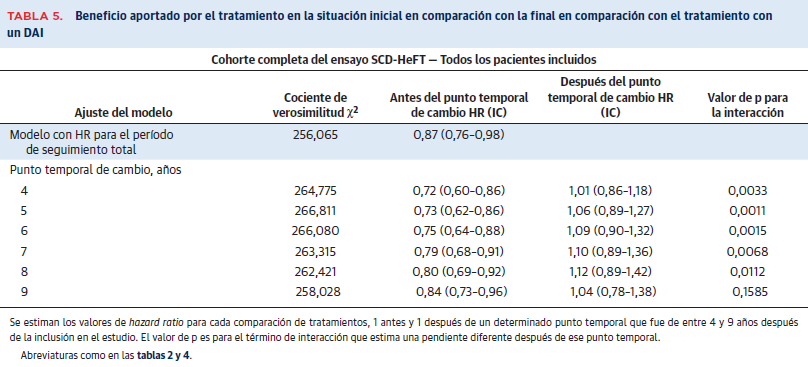 TABLA 5. Beneficio aportado por el tratamiento en la situación inicial en comparación con la final en comparación con el tratamiento con
un DAI
Cohorte completa del ensayo SCD-HeFT — Todos los pacientes incluidos
Ajuste del modelo Cociente de verosimilitud χ² Antes del punto temporal de cambio HR (IC) Después del punto temporal de cambio HR (IC) Valor de p para la interacción
Modelo con HR para el período de seguimiento total 256,065 0,87 (0,76–0,98)
Punto temporal de cambio, años
4 264,775 0,72 (0,60–0,86) 1,01 (0,86–1,18) 0,0033
5 266,811 0,73 (0,62–0,86) 1,06 (0,89–1,27) 0,0011
6 266,080 0,75 (0,64–0,88) 1,09 (0,90–1,32) 0,0015
7 263,315 0,79 (0,68–0,91) 1,10 (0,89–1,36) 0,0068
8 262,421 0,80 (0,69–0,92) 1,12 (0,89–1,42) 0,0112
9 258,028 0,84 (0,73–0,96) 1,04 (0,78–1,38) 0,1585
Se estiman los valores de hazard ratio para cada comparación de tratamientos, 1 antes y 1 después de un determinado punto temporal que fue de entre 4 y 9 años después
de la inclusión en el estudio. El valor de p es para el término de interacción que estima una pendiente diferente después de ese punto temporal.
Abreviaturas como en las tablas 2 y 4.